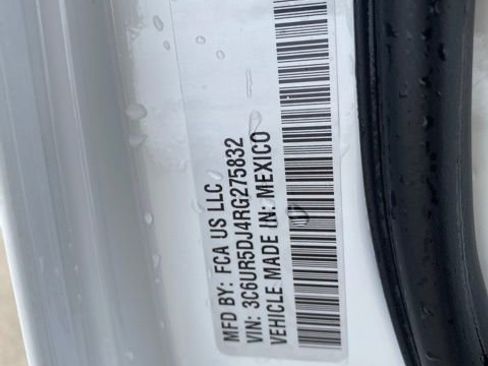 MFD BY: FCA US LLC
VIN: 3C6UR5DJ4RG275832
VEHICLE MADE IN: MEXICO